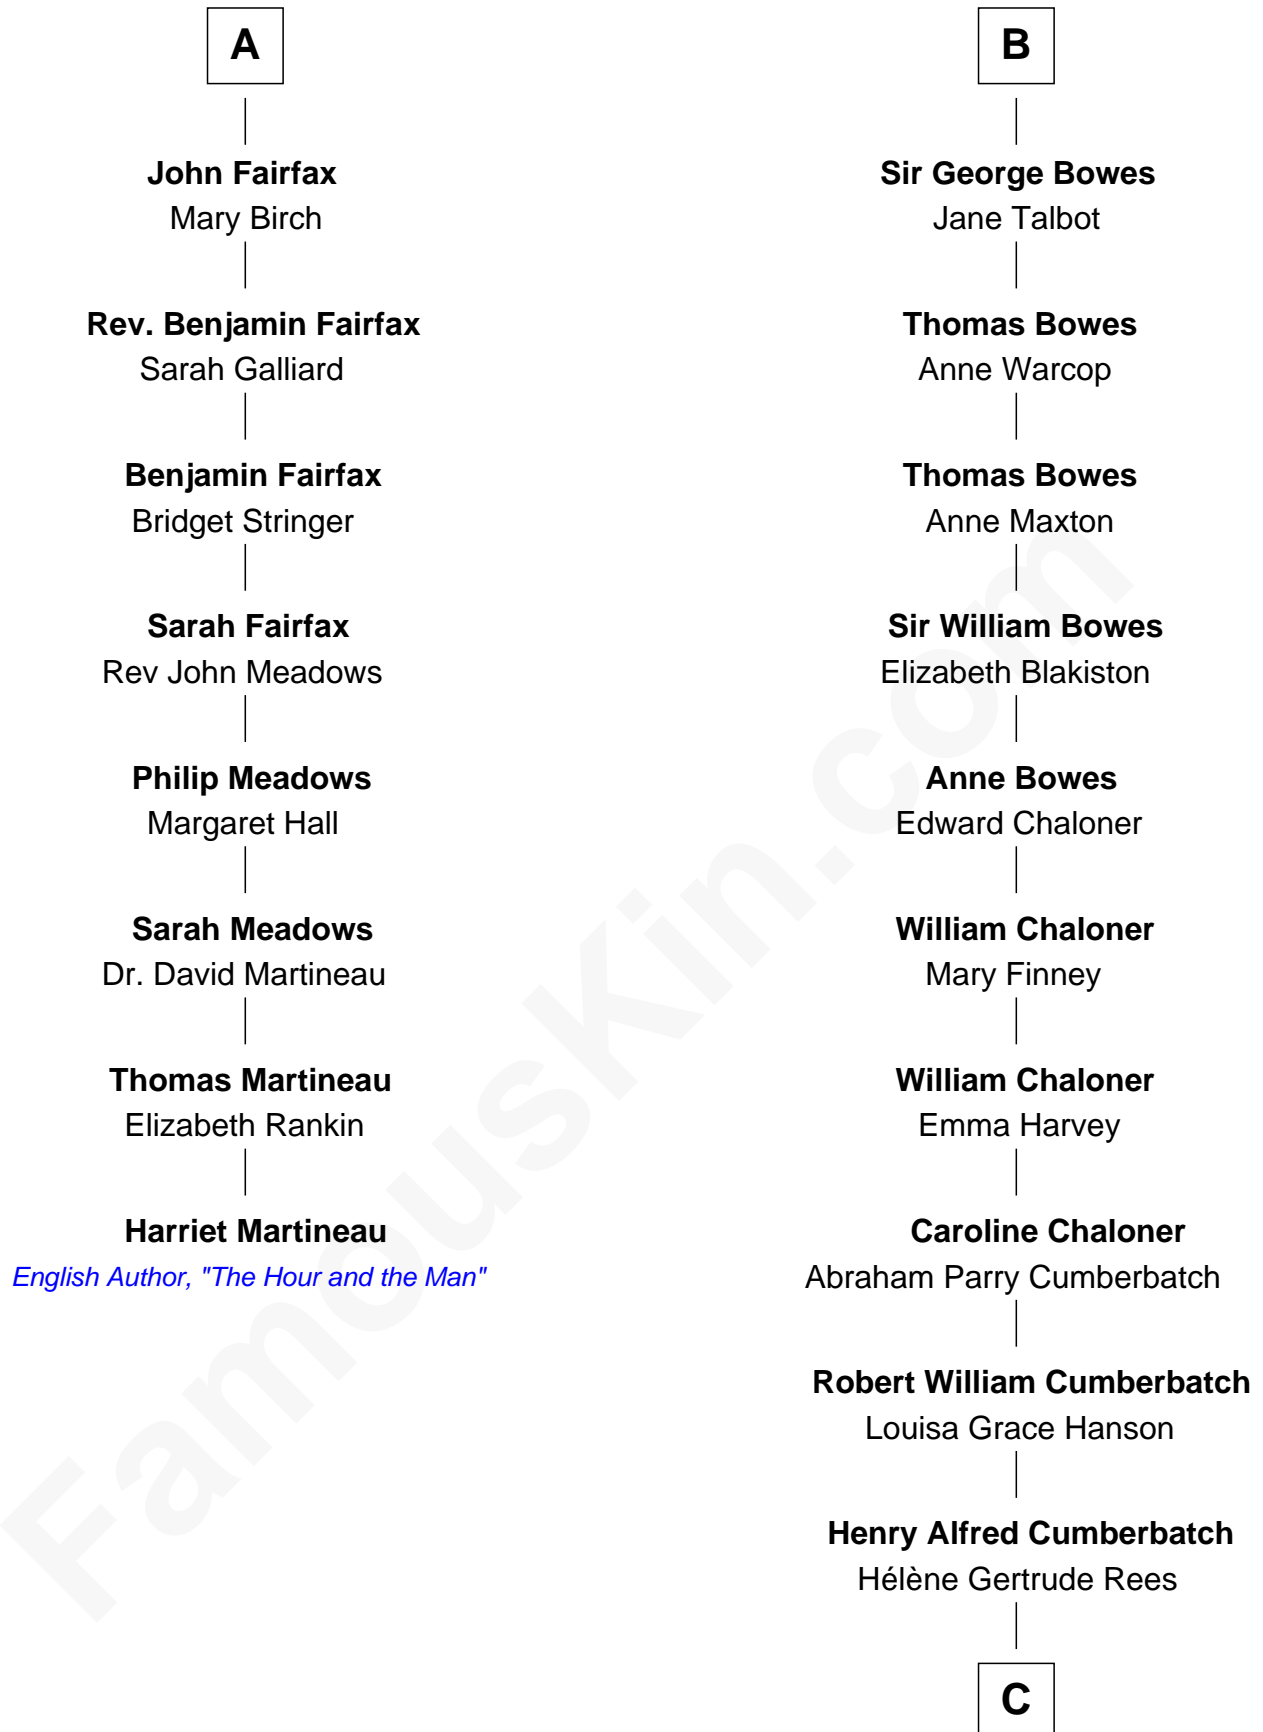 A
John Fairfax
Mary Birch
Rev. Benjamin Fairfax
Sarah Galliard
Benjamin Fairfax
Bridget Stringer
Sarah Fairfax
Rev John Meadows
Philip Meadows
Margaret Hall
Sarah Meadows
Dr. David Martineau
Thomas Martineau
Elizabeth Rankin
Harriet Martineau
English Author, "The Hour and the Man"
B
Sir George Bowes
Jane Talbot
Thomas Bowes
Anne Warcop
Thomas Bowes
Anne Maxton
Sir William Bowes
Elizabeth Blakiston
Anne Bowes
Edward Chaloner
William Chaloner
Mary Finney
William Chaloner
Emma Harvey
Caroline Chaloner
Abraham Parry Cumberbatch
Robert William Cumberbatch
Louisa Grace Hanson
Henry Alfred Cumberbatch
Hélène Gertrude Rees
C
FamousKin.com